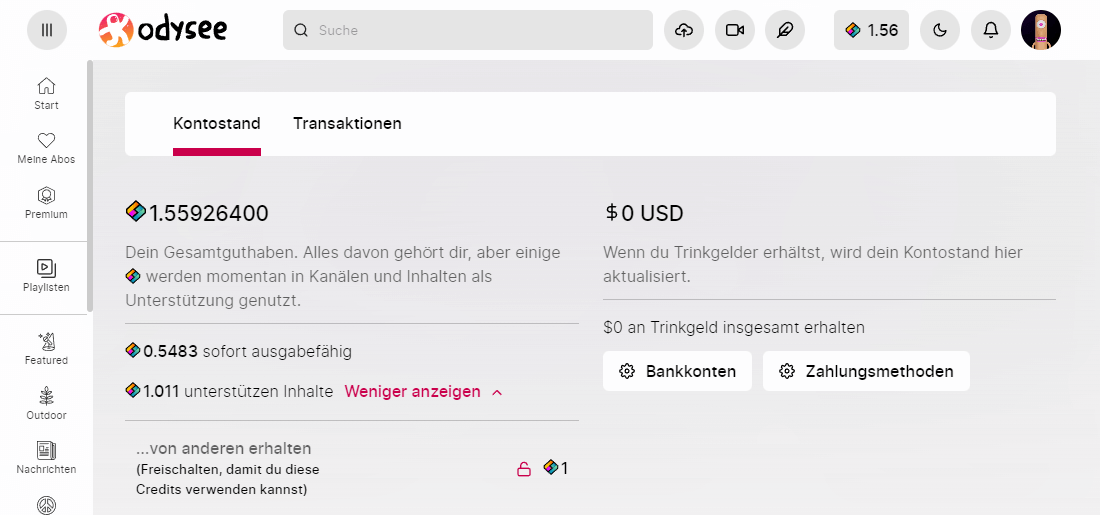 odysee
Suche
1.56
Start
Meine Abos
Premium
Playlisten
Featured
Outdoor
Nachrichten
Kontostand
Transaktionen
1.55926400
Dein Gesamtguthaben. Alles davon gehört dir, aber einige
werden momentan in Kanälen und Inhalten als
Unterstützung genutzt.
0.5483 sofort ausgabefähig
1.011 unterstützen Inhalte Weniger anzeigen
...von anderen erhalten
(Freischalten, damit du diese
Credits verwenden kannst)
1
$0 USD
Wenn du Trinkgelder erhältst, wird dein Kontostand hier
aktualisiert.
$0 an Trinkgeld insgesamt erhalten
Bankkonten
Zahlungsmethoden